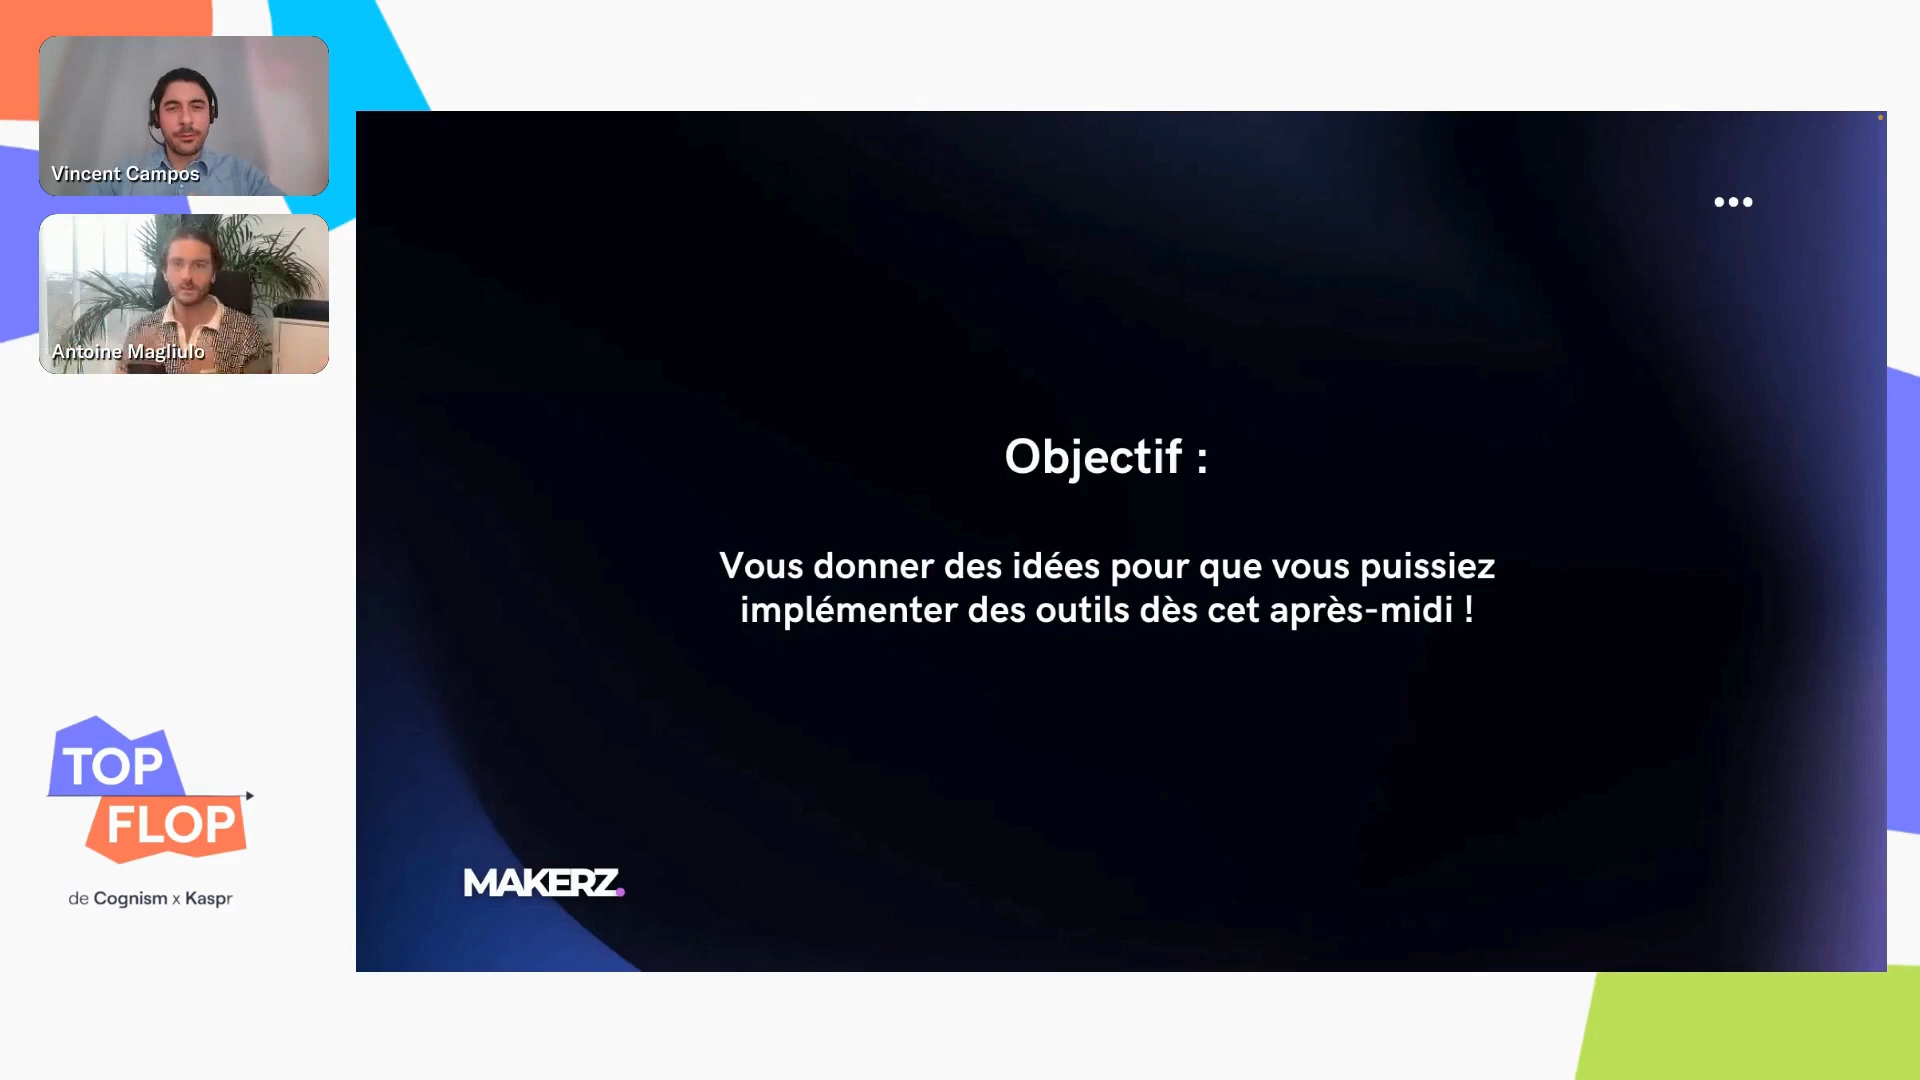 Vincent Campos
Antoine Magliulo
Objectif :
Vous donner des idées pour que vous puissiez
implémenter des outils dès cet après-midi !
MAKERZ.
TOP
FLOP
de Cognism x Kaspr